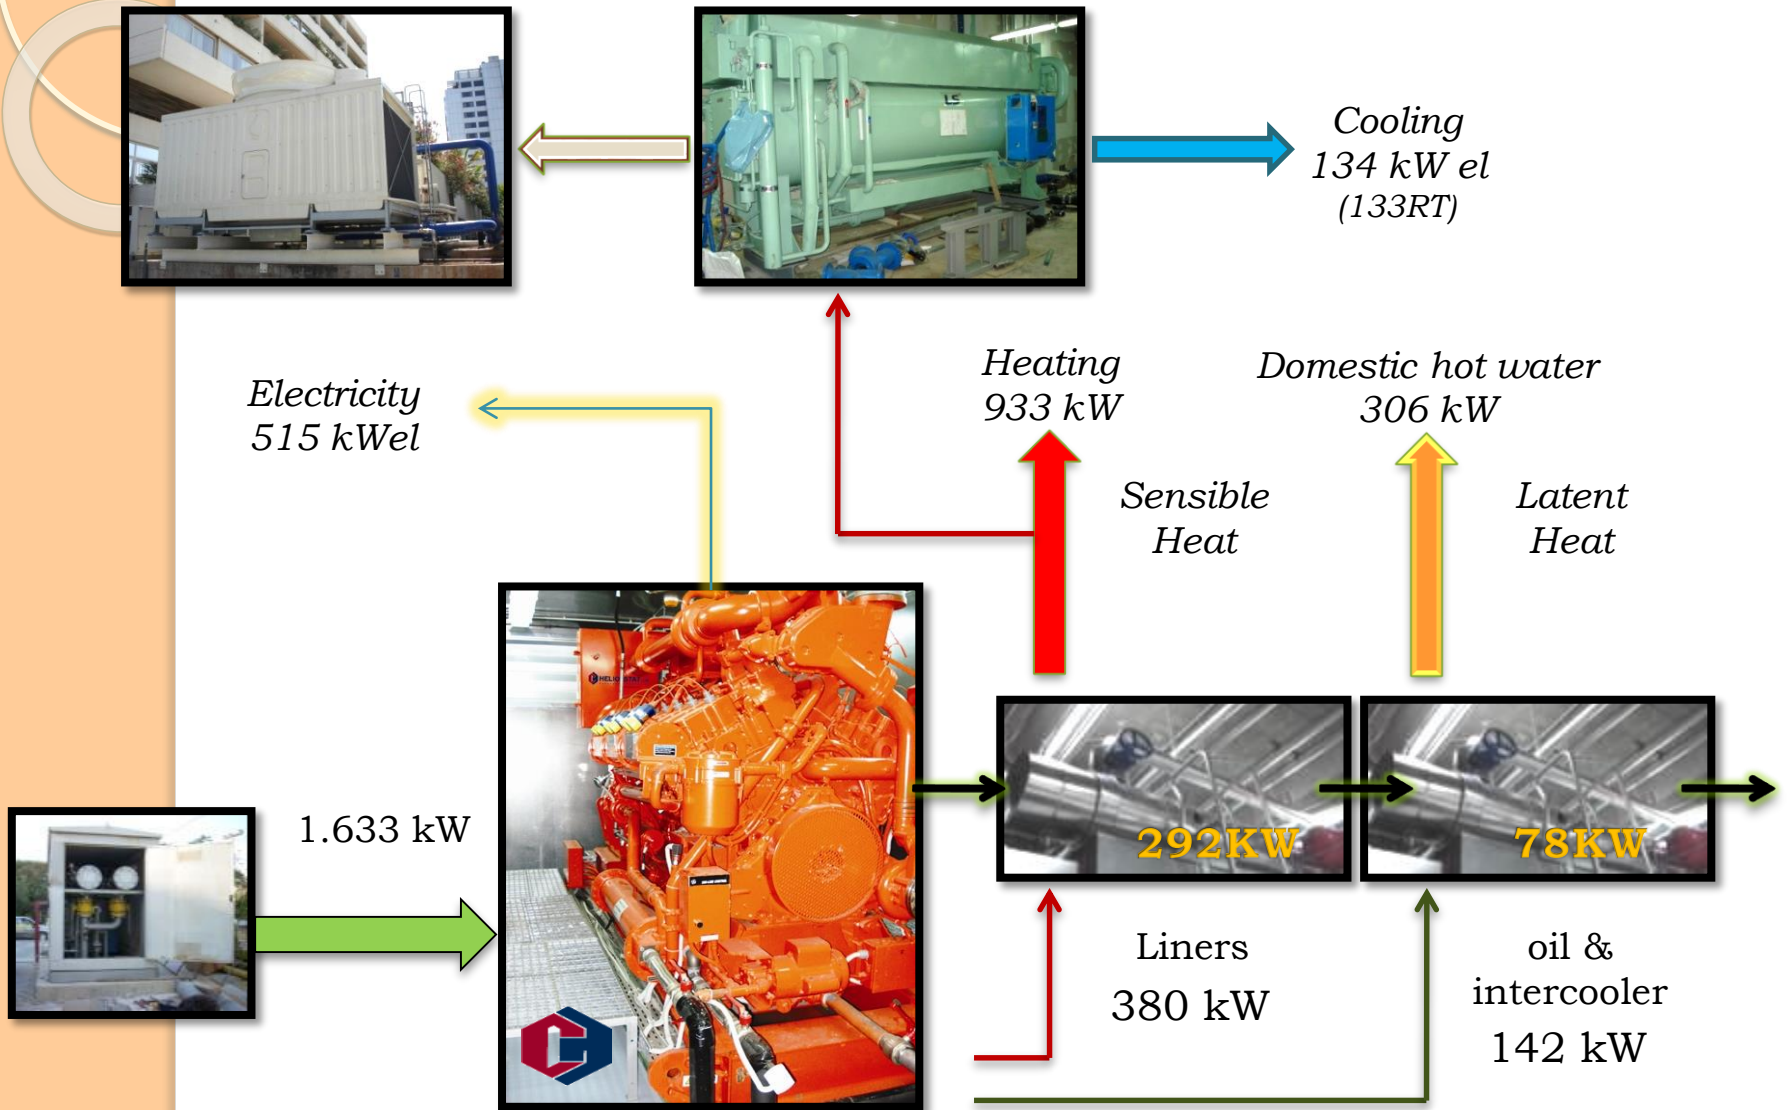 Cooling
134 kW el
(133RT)
Electricity
515 kWel
Heating
933 kW
Domestic hot water
306 kW
Sensible
Heat
Latent
Heat
1.633 kW
292KW
78KW
Liners
380 kW
oil &
intercooler
142 kW